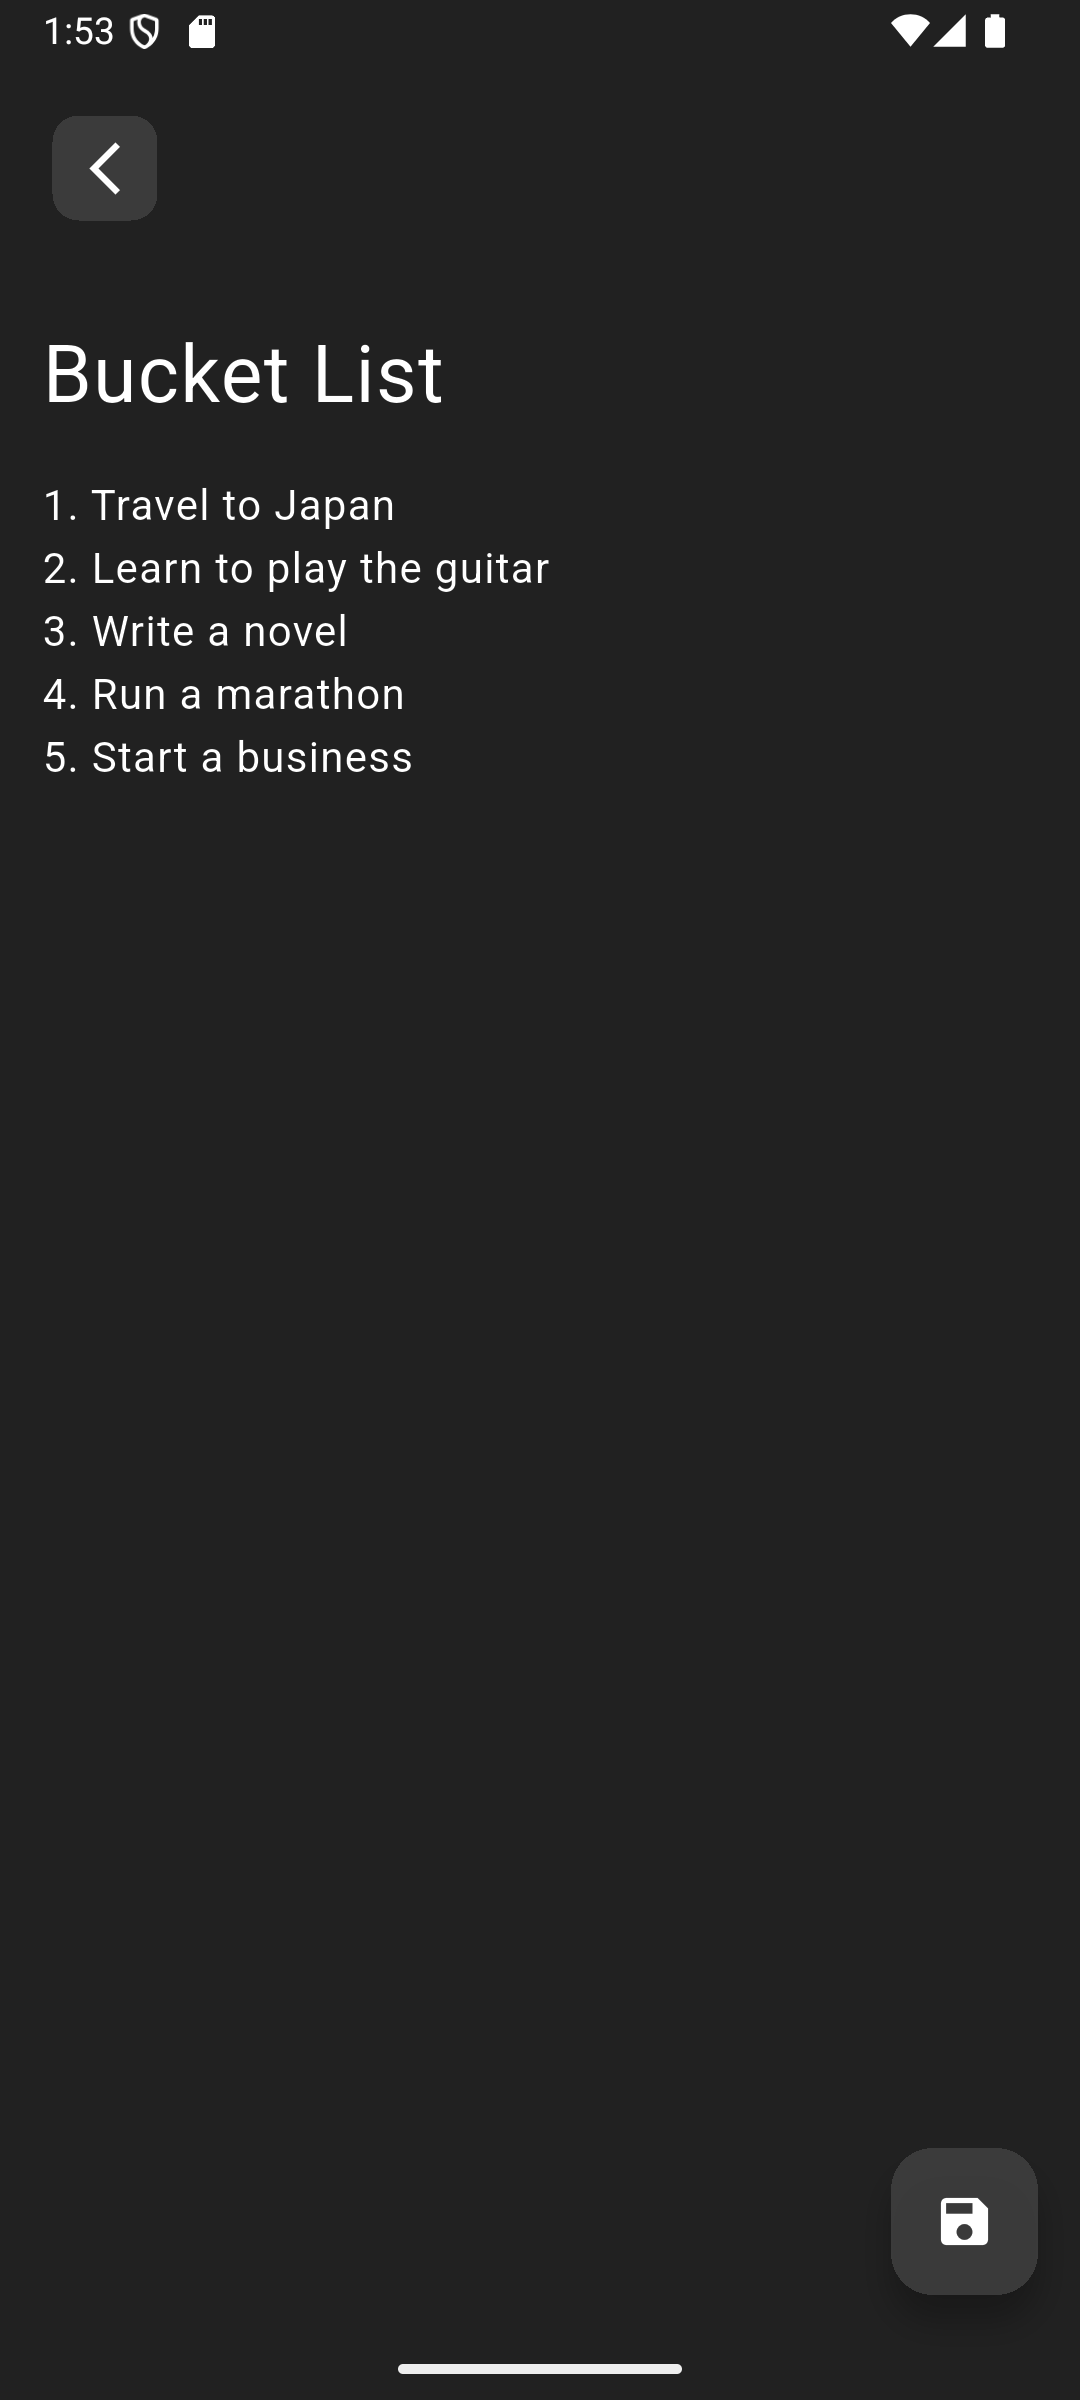 1:53
Bucket List
1. Travel to Japan
2. Learn to play the guitar
3. Write a novel
4. Run a marathon
5. Start a business